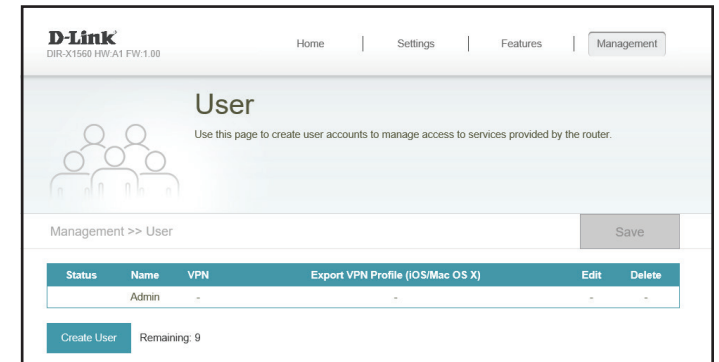 D-Link
DIR-X1560 HW:A1 FW:1.00
Home | Settings | Features | Management
User
Use this page to create user accounts to manage access to services provided by the router.
Management >> User
Save
Status Name VPN Export VPN Profile (iOS/Mac OS X) Edit Delete
Admin - - - -
Create User Remaining: 9